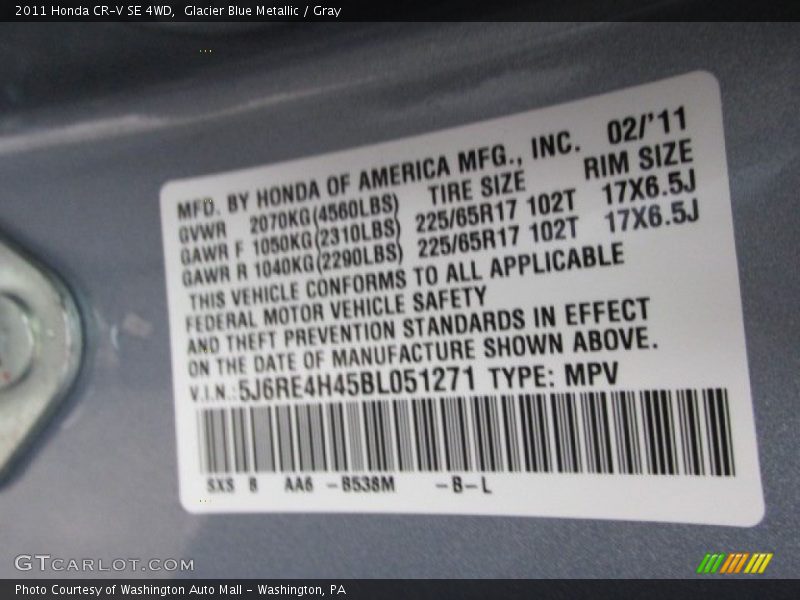 2011 Honda CR-V SE 4WD, Glacier Blue Metallic / Gray
MFD. BY HONDA OF AMERICA MFG., INC. 02/'11
GVWR 2070KG(4560LBS) TIRE SIZE RIM SIZE
GAWR F 1050KG(2310LBS) 225/65R17 102T 17X6.5J
GAWR R 1040KG(2290LBS) 225/65R17 102T 17X6.5J
THIS VEHICLE CONFORMS TO ALL APPLICABLE
FEDERAL MOTOR VEHICLE SAFETY
AND THEFT PREVENTION STANDARDS IN EFFECT
ON THE DATE OF MANUFACTURE SHOWN ABOVE.
V.I.N.:5J6RE4H45BL051271 TYPE: MPV
SXS B AA6 -B538M -B-L
GTCARLOT.COM
Photo Courtesy of Washington Auto Mall - Washington, PA